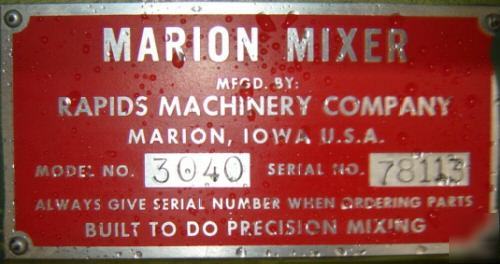 MARION MIXER
MFGD. BY:
RAPIDS MACHINERY COMPANY
MARION, IOWA U.S.A.
MODEL NO. 3040 SERIAL NO. 78113
ALWAYS GIVE SERIAL NUMBER WHEN ORDERING PARTS
BUILT TO DO PRECISION MIXING